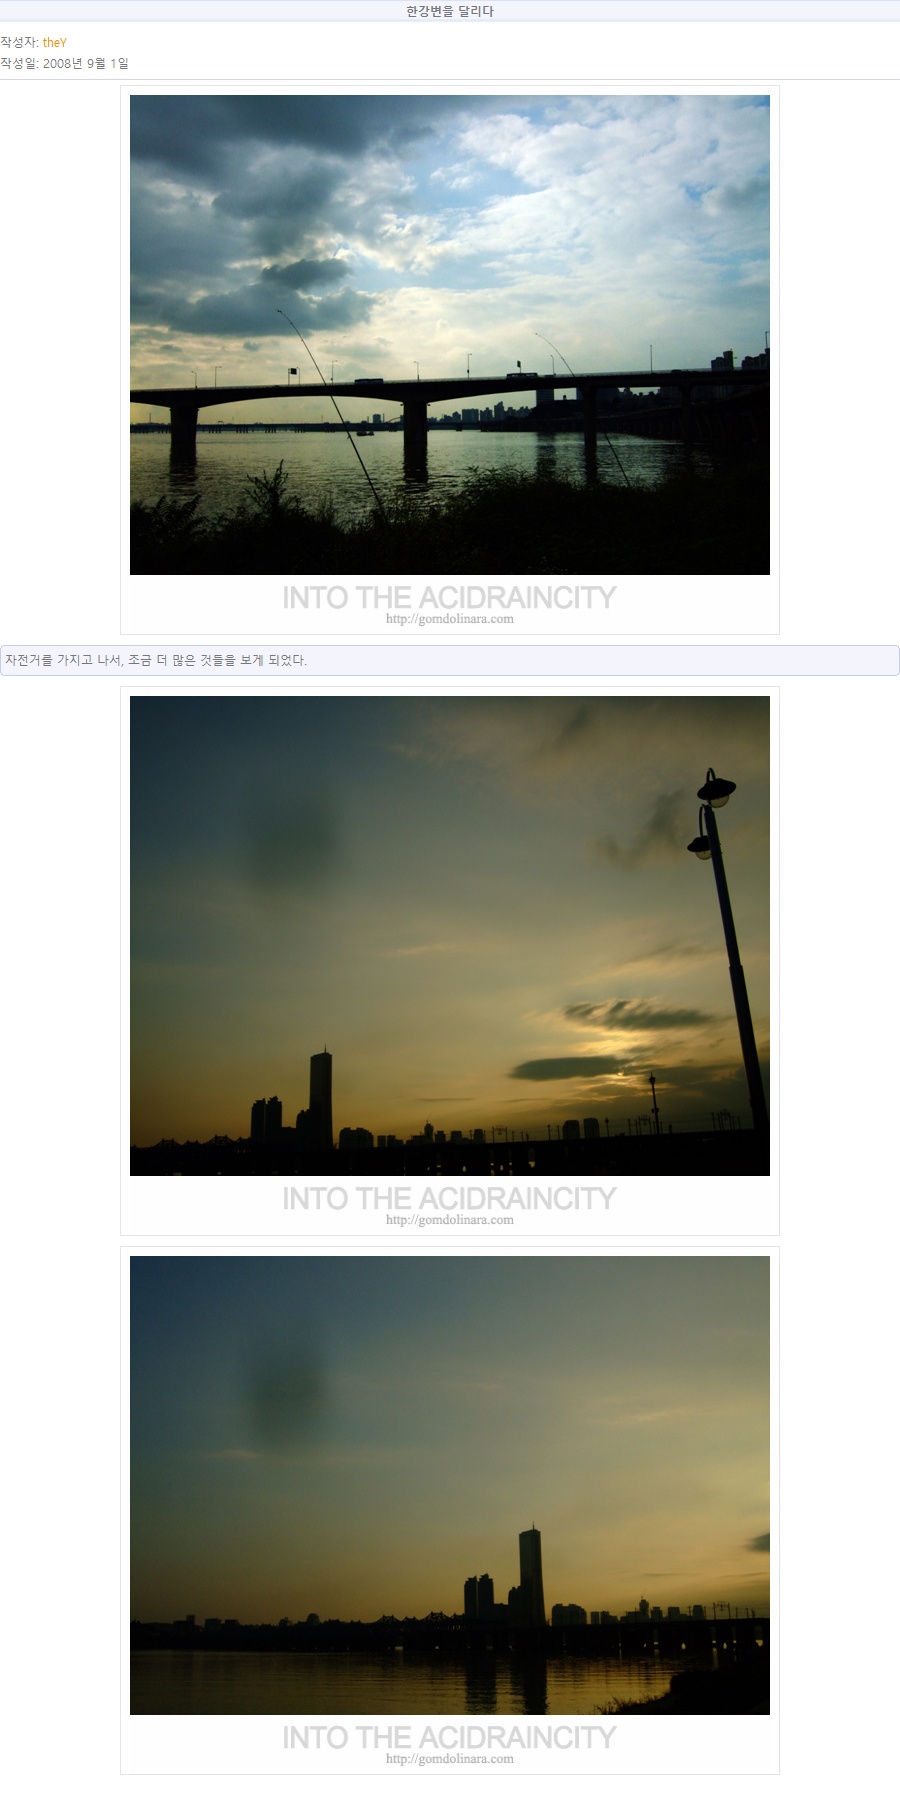 한강변을 달리다
작성자: theY
작성일: 2008년 9월 1일
INTO THE ACIDRAINCITY
http://gomdolinara.com
자전거를 가지고 나서, 조금 더 많은 것들을 보게 되었다.
INTO THE ACIDRAINCITY
http://gomdolinara.com
INTO THE ACIDRAINCITY
http://gomdolinara.com